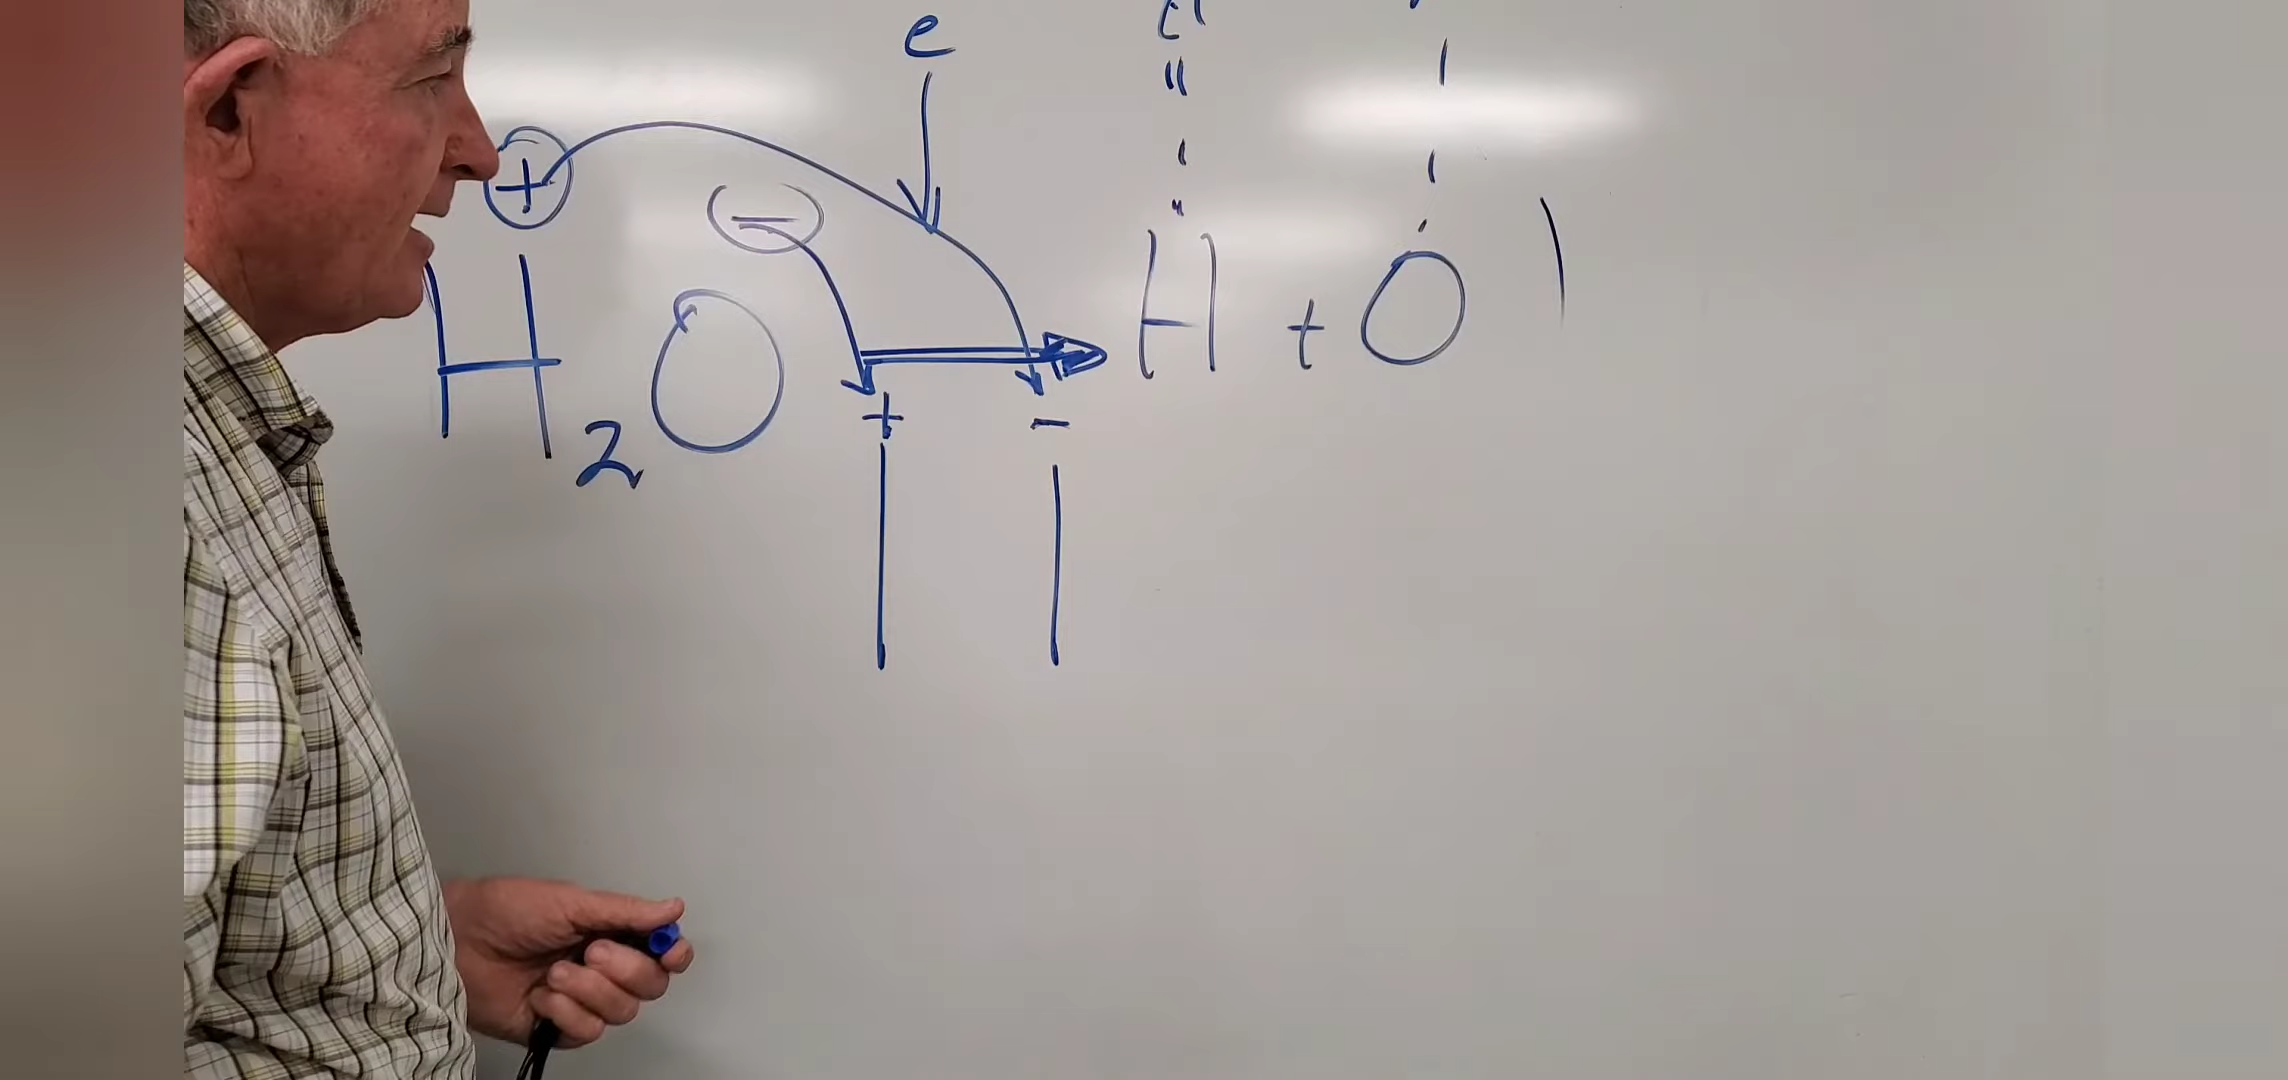 e
+
-
H2O H + O
+ -